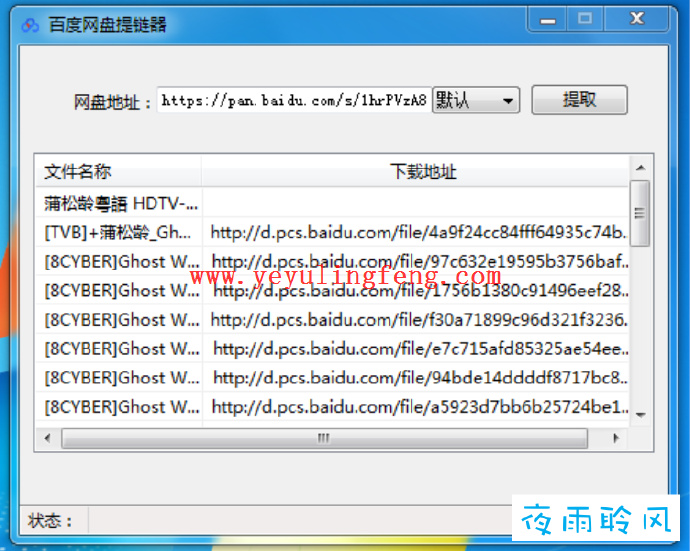 百度网盘提链器
网盘地址： https://pan.baidu.com/s/1hrPVzA8 默认 提取
文件名称 下载地址
蒲松龄粤語 HDTV-...
[TVB]+蒲松龄_Gh... http://d.pcs.baidu.com/file/4a9f24cc84fff64935c74b...
[8CYBER]Ghost W... http://d.pcs.baidu.com/file/97c632e19595b3756baf...
www.yeyulingfeng.com
[8CYBER]Ghost W... http://d.pcs.baidu.com/file/1756b1380c91496eef28...
[8CYBER]Ghost W... http://d.pcs.baidu.com/file/f30a71899c96d321f3236...
[8CYBER]Ghost W... http://d.pcs.baidu.com/file/e7c715afd85325ae54ee...
[8CYBER]Ghost W... http://d.pcs.baidu.com/file/94bde14ddddf8717bc8...
[8CYBER]Ghost W... http://d.pcs.baidu.com/file/a5923d7bb6b25724be1...
状态：
夜雨聆风